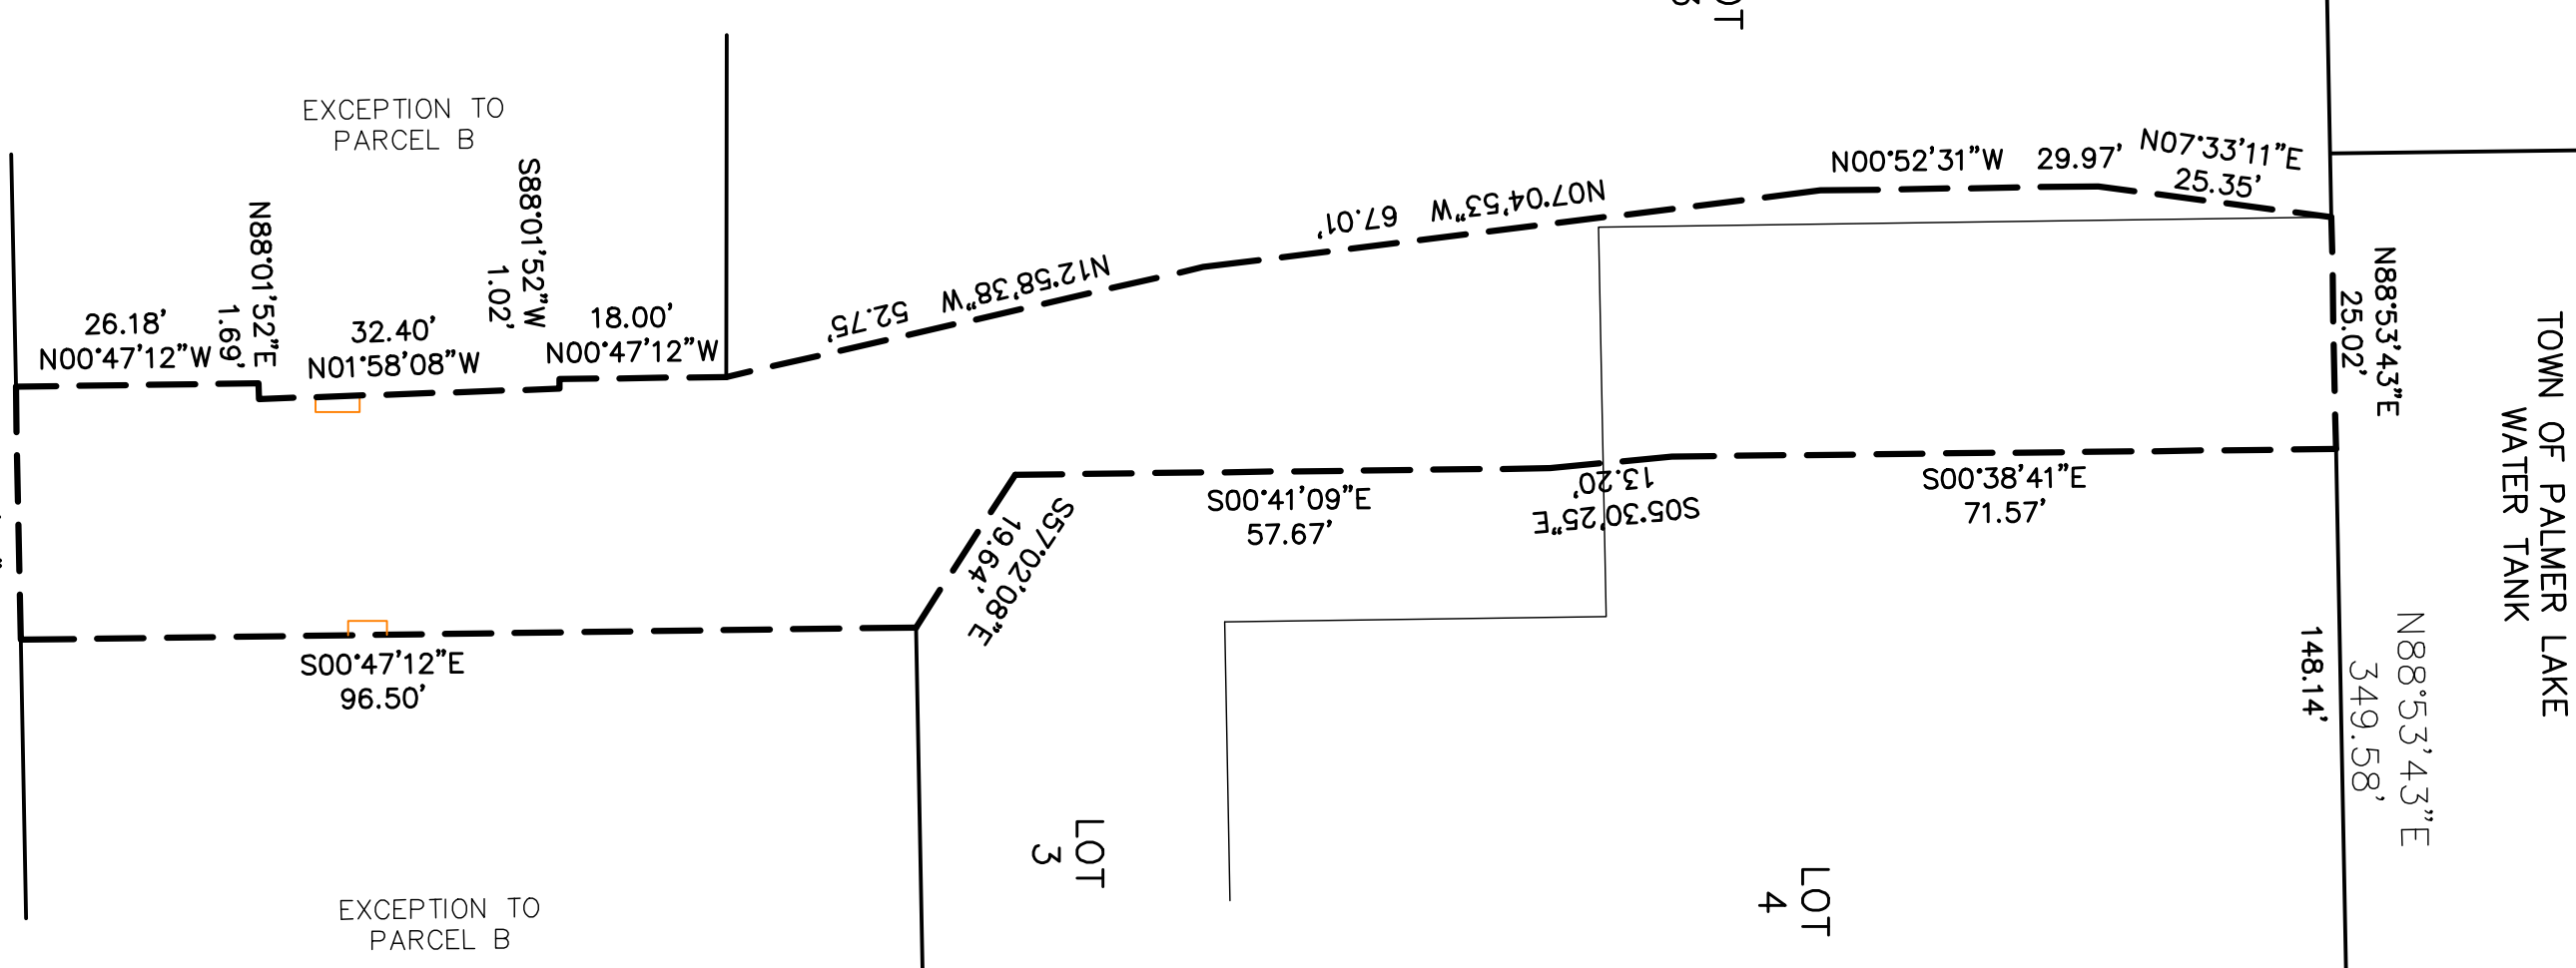 LOT
3
EXCEPTION TO
PARCEL B
26.18'
N00°47'12"W
N88°01'52"E
1.69'
32.40'
N01°58'08"W
S88°01'52"W
1.02'
18.00'
N00°47'12"W
N12°58'38"W 52.75'
N07°04'53"W 67.01'
N00°52'31"W 29.97'
N07°33'11"E
25.35'
N88°53'43"E
25.02'
TOWN OF PALMER LAKE
WATER TANK
S00°47'12"E
96.50'
S57°02'08"E
19.64'
S00°41'09"E
57.67'
S05°30'25"E
13.20'
S00°38'41"E
71.57'
N88°53'43"E
349.58'
148.14'
LOT
3
LOT
4
EXCEPTION TO
PARCEL B